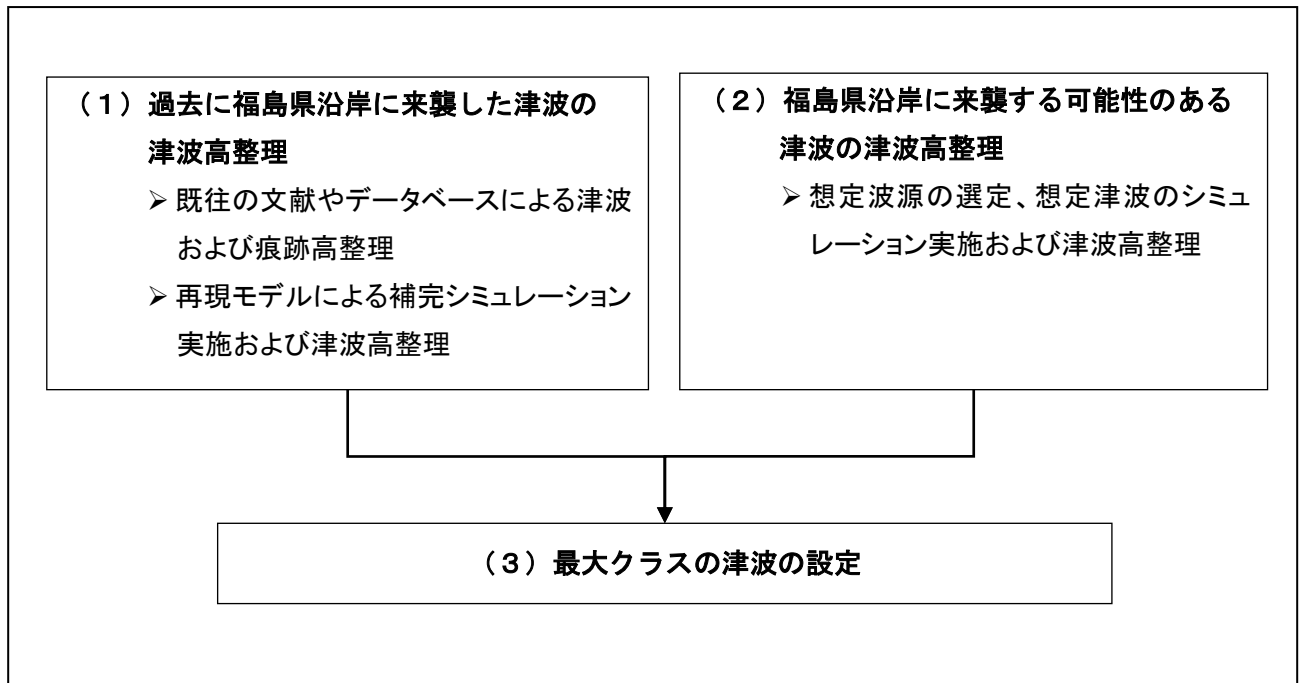 (1)過去に福島県沿岸に来襲した津波の
津波高整理
➢ 既往の文献やデータベースによる津波
および痕跡高整理
➢ 再現モデルによる補完シミュレーション
実施および津波高整理
(2)福島県沿岸に来襲する可能性のある
津波の津波高整理
➢ 想定波源の選定、想定津波のシミュ
レーション実施および津波高整理
(3)最大クラスの津波の設定